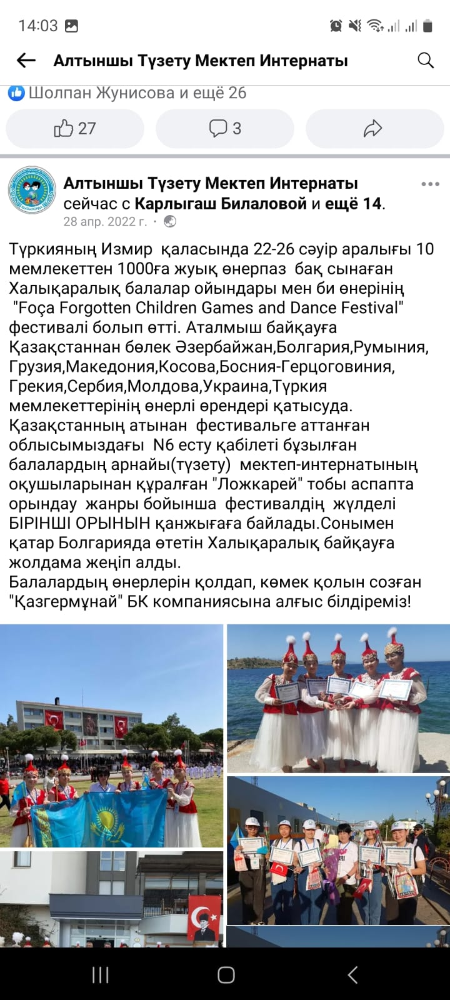 14:03
Алтыншы Түзету Мектеп Интернаты
Шолпан Жунисова и ещё 26
27
3
Алтыншы Түзету Мектеп Интернаты
сейчас с Карлыгаш Билаловой и ещё 14.
28 апр. 2022 г. ·
Түркияның Измир  қаласында 22-26 сәуір аралығы 10
мемлекеттен 1000ға жуық өнерпаз  бақ сынаған
Халықаралық балалар ойындары мен би өнерінің
"Foça Forgotten Children Games and Dance Festival"
фестивалі болып өтті. Аталмыш байқауға
Қазақстаннан бөлек Әзербайжан,Болгария,Румыния,
Грузия,Македония,Косова,Босния-Герцоговиния,
Грекия,Сербия,Молдова,Украина,Түркия
мемлекеттерінің өнерлі өрендері қатысуда.
Қазақстанның атынан  фестивальге аттанған
облысымыздағы  N6 есту қабілеті бұзылған
балалардың арнайы(түзету)  мектеп-интернатының
оқушыларынан құралған "Ложкарей" тобы аспапта
орындау  жанры бойынша  фестивалдің  жүлделі
БІРІНШІ ОРЫНЫН қанжығаға байлады.Сонымен
қатар Болгарияда өтетін Халықаралық байқауға
жолдама жеңіп алды.
Балалардың өнерлерін қолдап, көмек қолын созған
"Қазгермұнай" БК компаниясына алғыс білдіреміз!